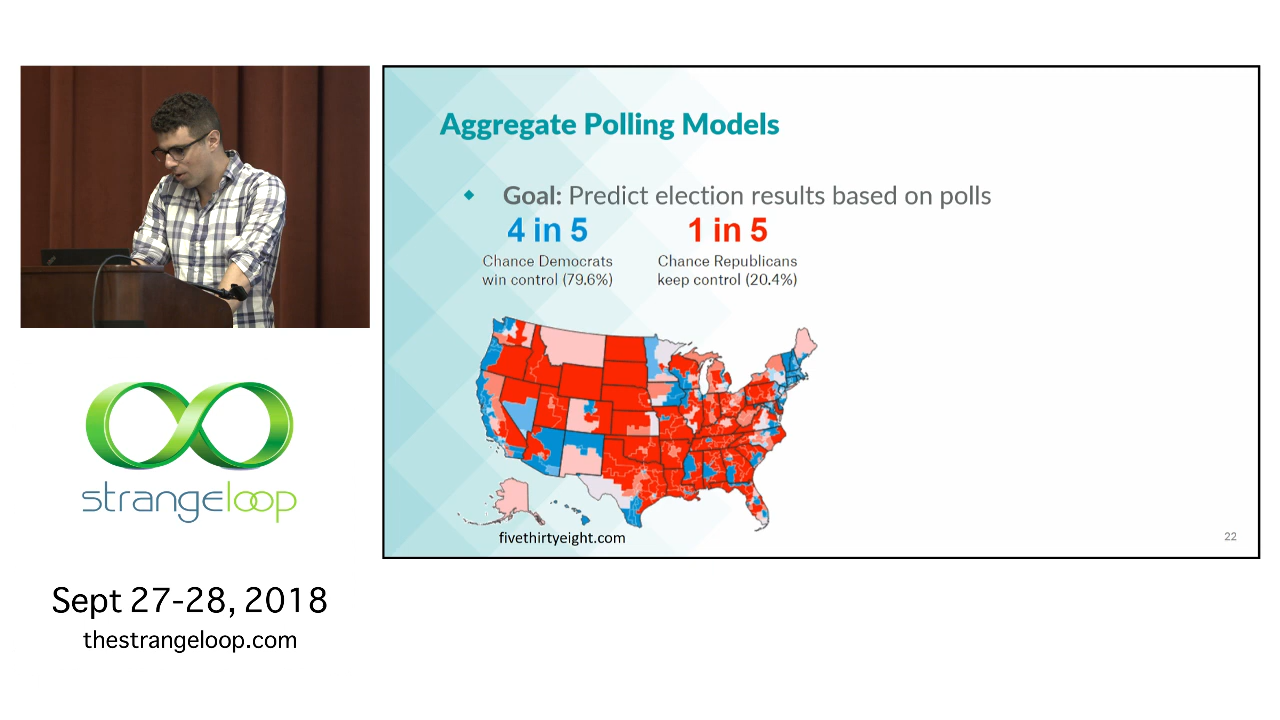 Aggregate Polling Models
Goal: Predict election results based on polls
4 in 5
Chance Democrats
win control (79.6%)
1 in 5
Chance Republicans
keep control (20.4%)
fivethirtyeight.com
22
strangeloop
Sept 27-28, 2018
thestrangeloop.com